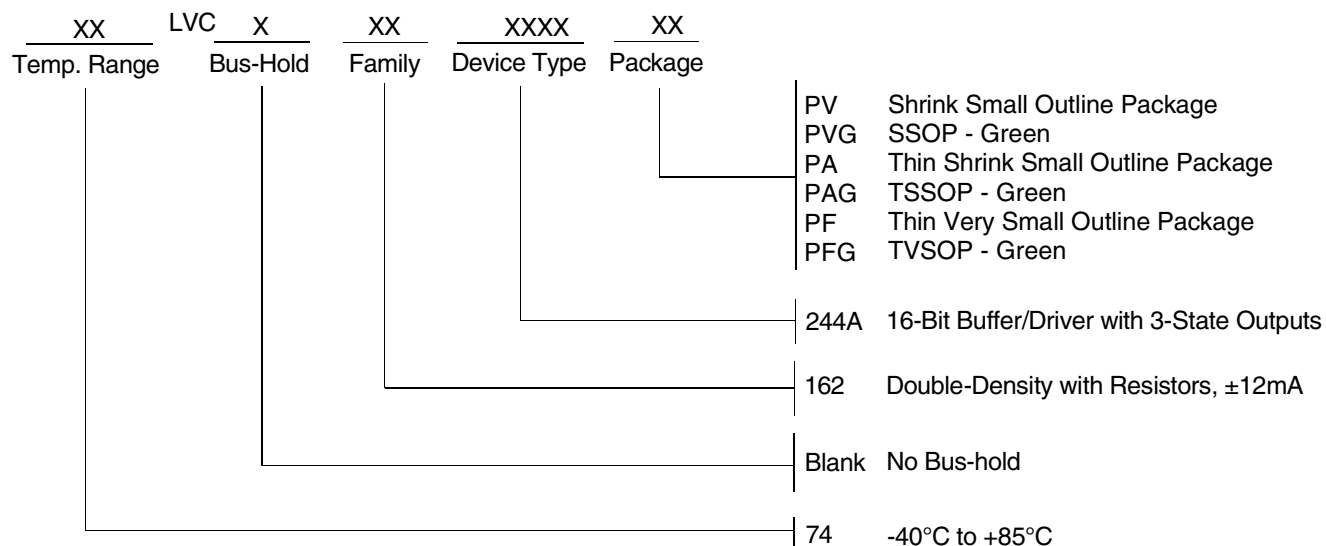 XX LVC X XX XXXX XX
Temp. Range Bus-Hold Family Device Type Package
PV Shrink Small Outline Package
PVG SSOP - Green
PA Thin Shrink Small Outline Package
PAG TSSOP - Green
PF Thin Very Small Outline Package
PFG TVSOP - Green
244A 16-Bit Buffer/Driver with 3-State Outputs
162 Double-Density with Resistors, ±12mA
Blank No Bus-hold
74 -40°C to +85°C